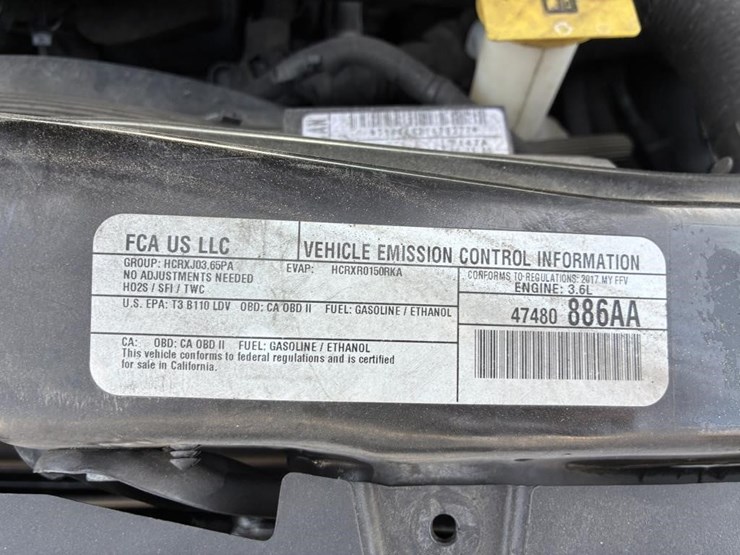 FCA US LLC
VEHICLE EMISSION CONTROL INFORMATION
GROUP: HCRXJ03.65PA
EVAP: HCRXR0150RKA
NO ADJUSTMENTS NEEDED
HO2S / SFI / TWC
CONFORMS TO REGULATIONS: 2017 MY FFV
ENGINE: 3.6L
U.S. EPA: T3 B110 LDV OBD: CA OBD II FUEL: GASOLINE / ETHANOL
47480 886AA
CA: OBD: CA OBD II FUEL: GASOLINE / ETHANOL
This vehicle conforms to federal regulations and is certified
for sale in California.